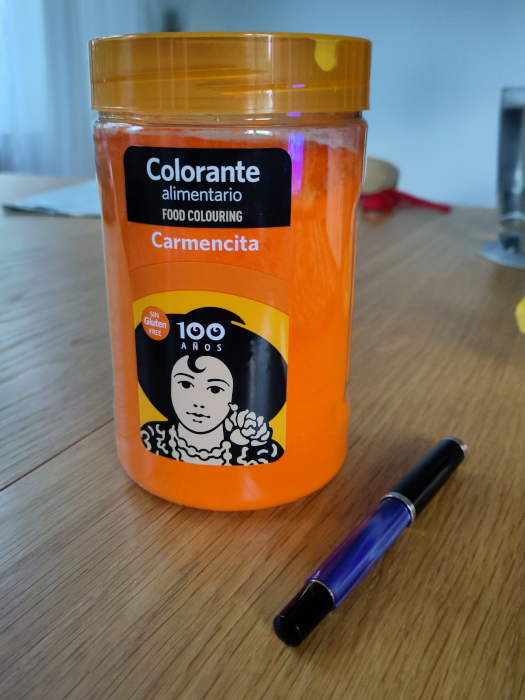 Colorante
alimentario
FOOD COLOURING
Carmencita
SIN
Gluten
FREE
100
AÑOS